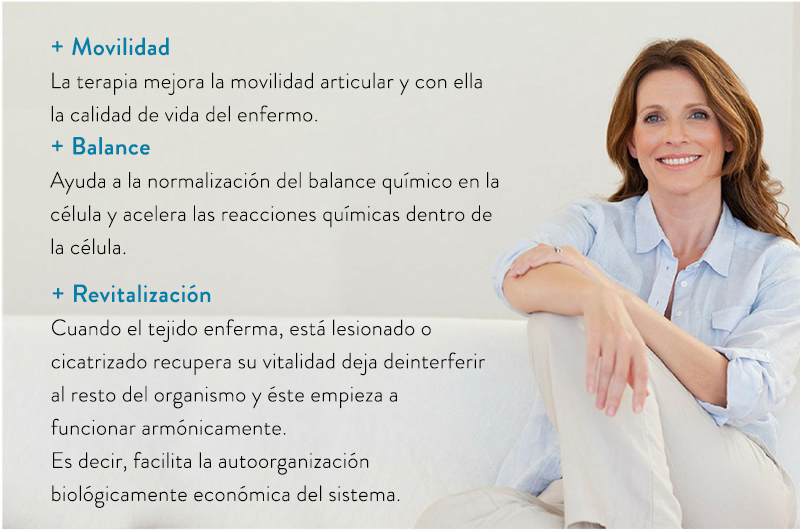 + Movilidad
La terapia mejora la movilidad articular y con ella
la calidad de vida del enfermo.
+ Balance
Ayuda a la normalización del balance químico en la
célula y acelera las reacciones químicas dentro de
la célula.
+ Revitalización
Cuando el tejido enferma, está lesionado o
cicatrizado recupera su vitalidad deja deinterferir
al resto del organismo y éste empieza a
funcionar armónicamente.
Es decir, facilita la autoorganización
biológicamente económica del sistema.